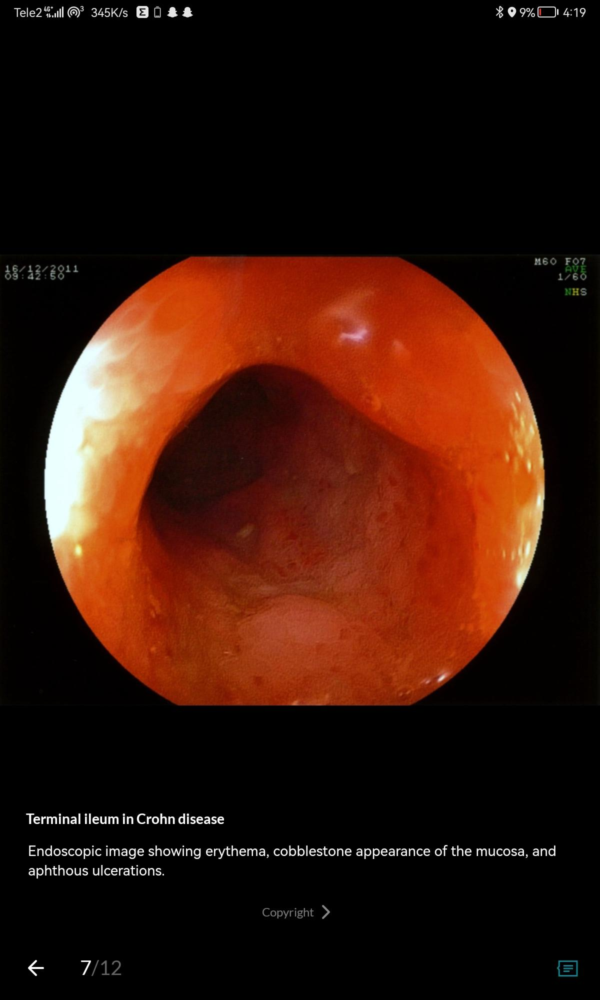 Tele2 4G+ 3 345K/s 9% 4:19
16/12/2011
09:42:50
M60 F07
AVE
1/60
NHS
Terminal ileum in Crohn disease
Endoscopic image showing erythema, cobblestone appearance of the mucosa, and
aphthous ulcerations.
Copyright
7/12